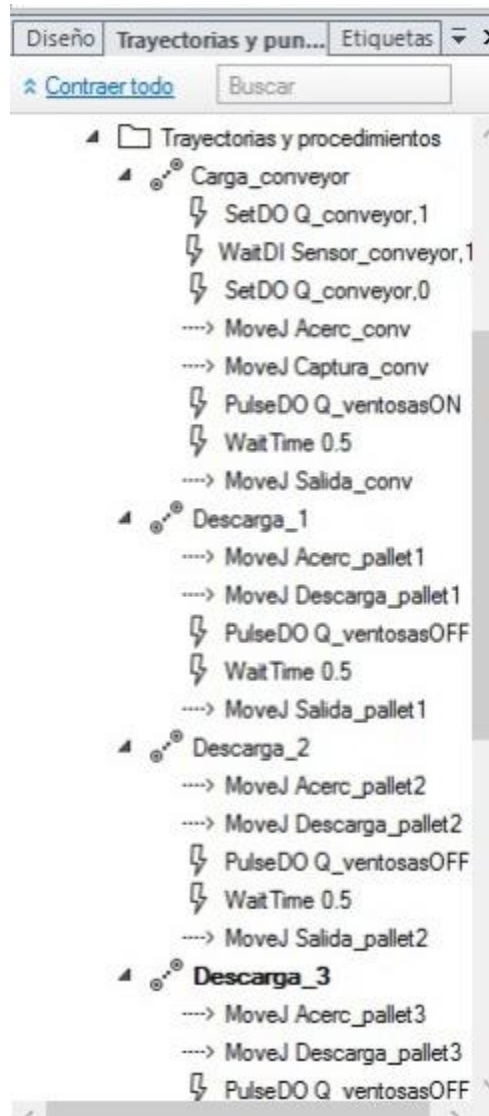 Diseño Trayectorias y pun... Etiquetas
Contraer todo Buscar
Trayectorias y procedimientos
Carga_conveyor
SetDO Q_conveyor,1
WaitDI Sensor_conveyor,1
SetDO Q_conveyor,0
MoveJ Acerc_conv
MoveJ Captura_conv
PulseDO Q_ventosasON
WaitTime 0.5
MoveJ Salida_conv
Descarga_1
MoveJ Acerc_pallet1
MoveJ Descarga_pallet1
PulseDO Q_ventosasOFF
WaitTime 0.5
MoveJ Salida_pallet1
Descarga_2
MoveJ Acerc_pallet2
MoveJ Descarga_pallet2
PulseDO Q_ventosasOFF
WaitTime 0.5
MoveJ Salida_pallet2
Descarga_3
MoveJ Acerc_pallet3
MoveJ Descarga_pallet3
PulseDO Q_ventosasOFF